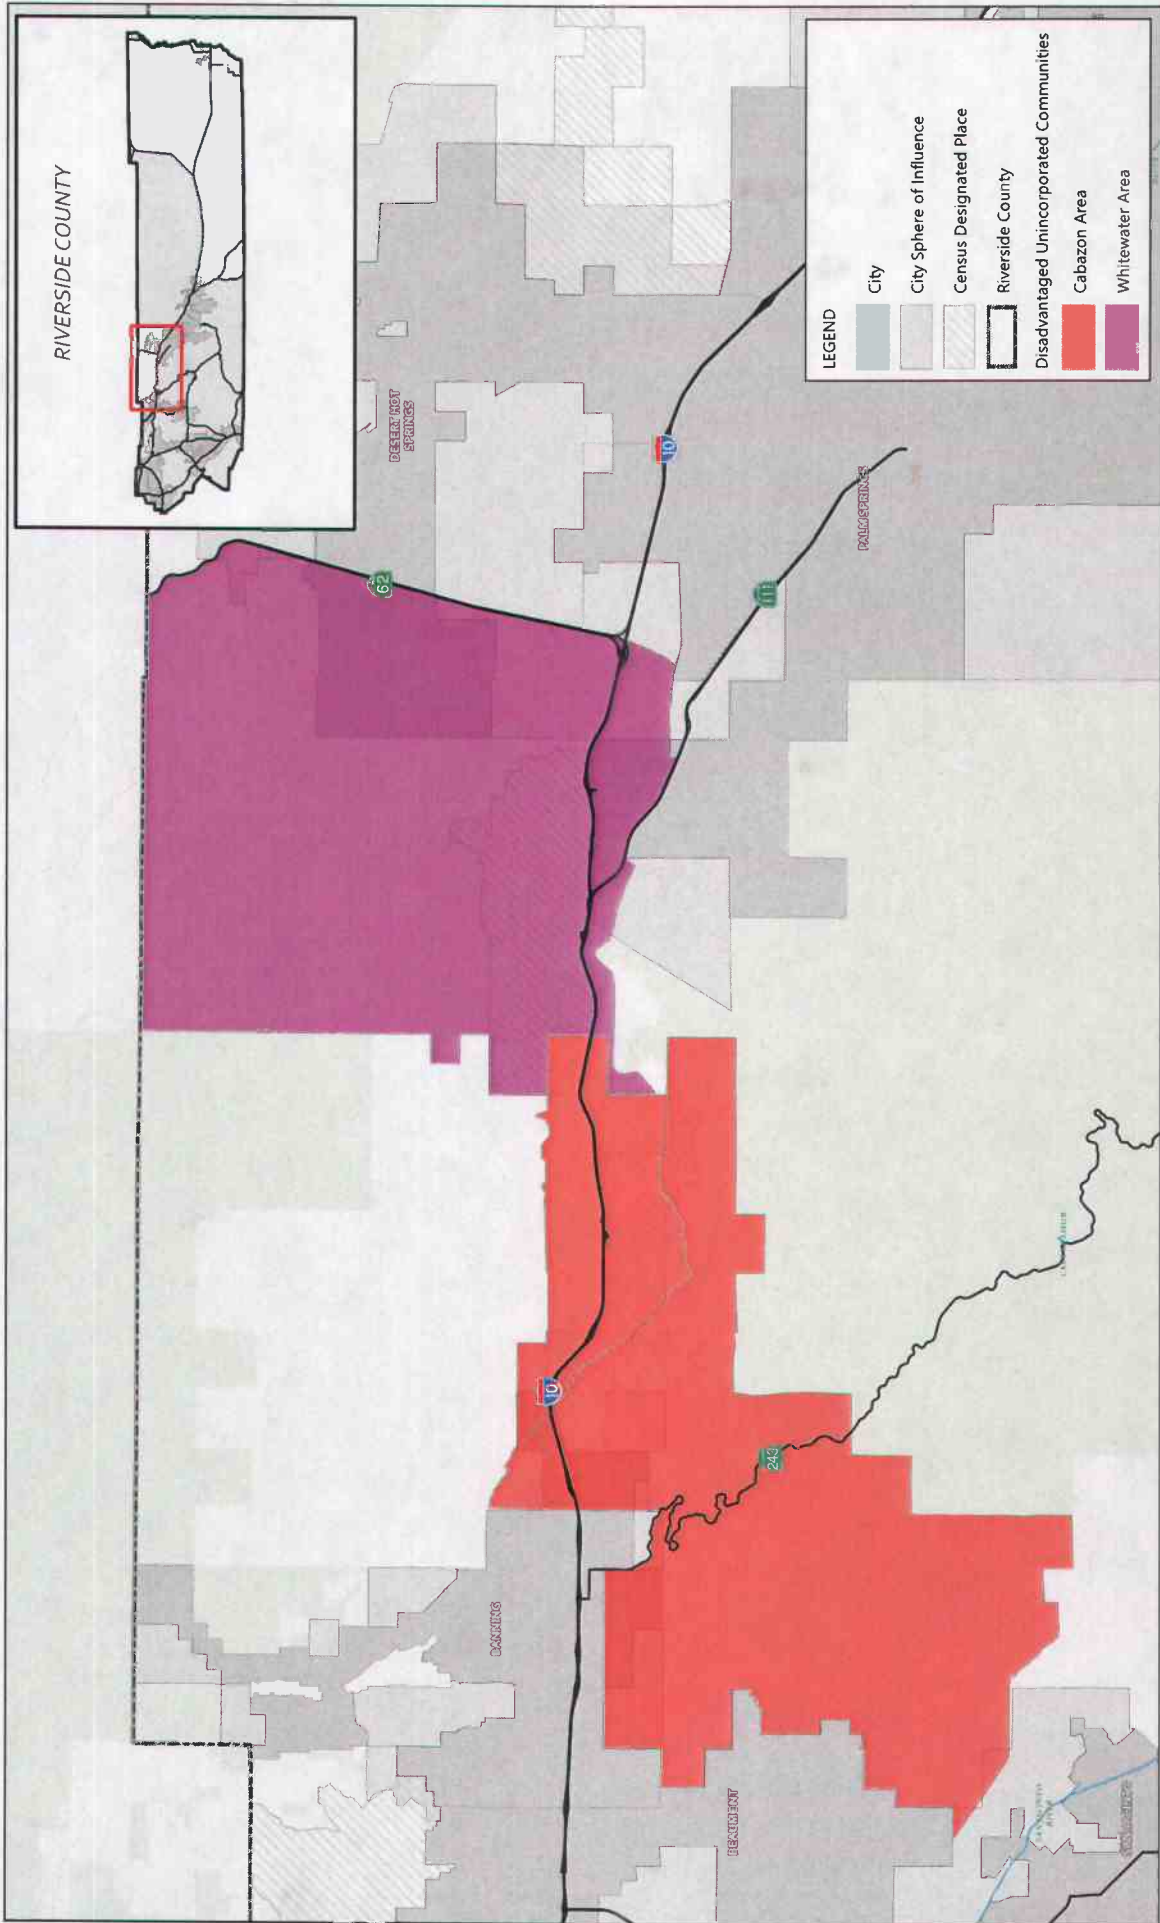 RIVERSIDE COUNTY
DESERT HOT
SPRINGS
62
10
111
PALM SPRINGS
10
243
BANNING
BEAUMONT
LEGEND
City
City Sphere of Influence
Census Designated Place
Riverside County
Disadvantaged Unincorporated Communities
Cabazon Area
Whitewater Area